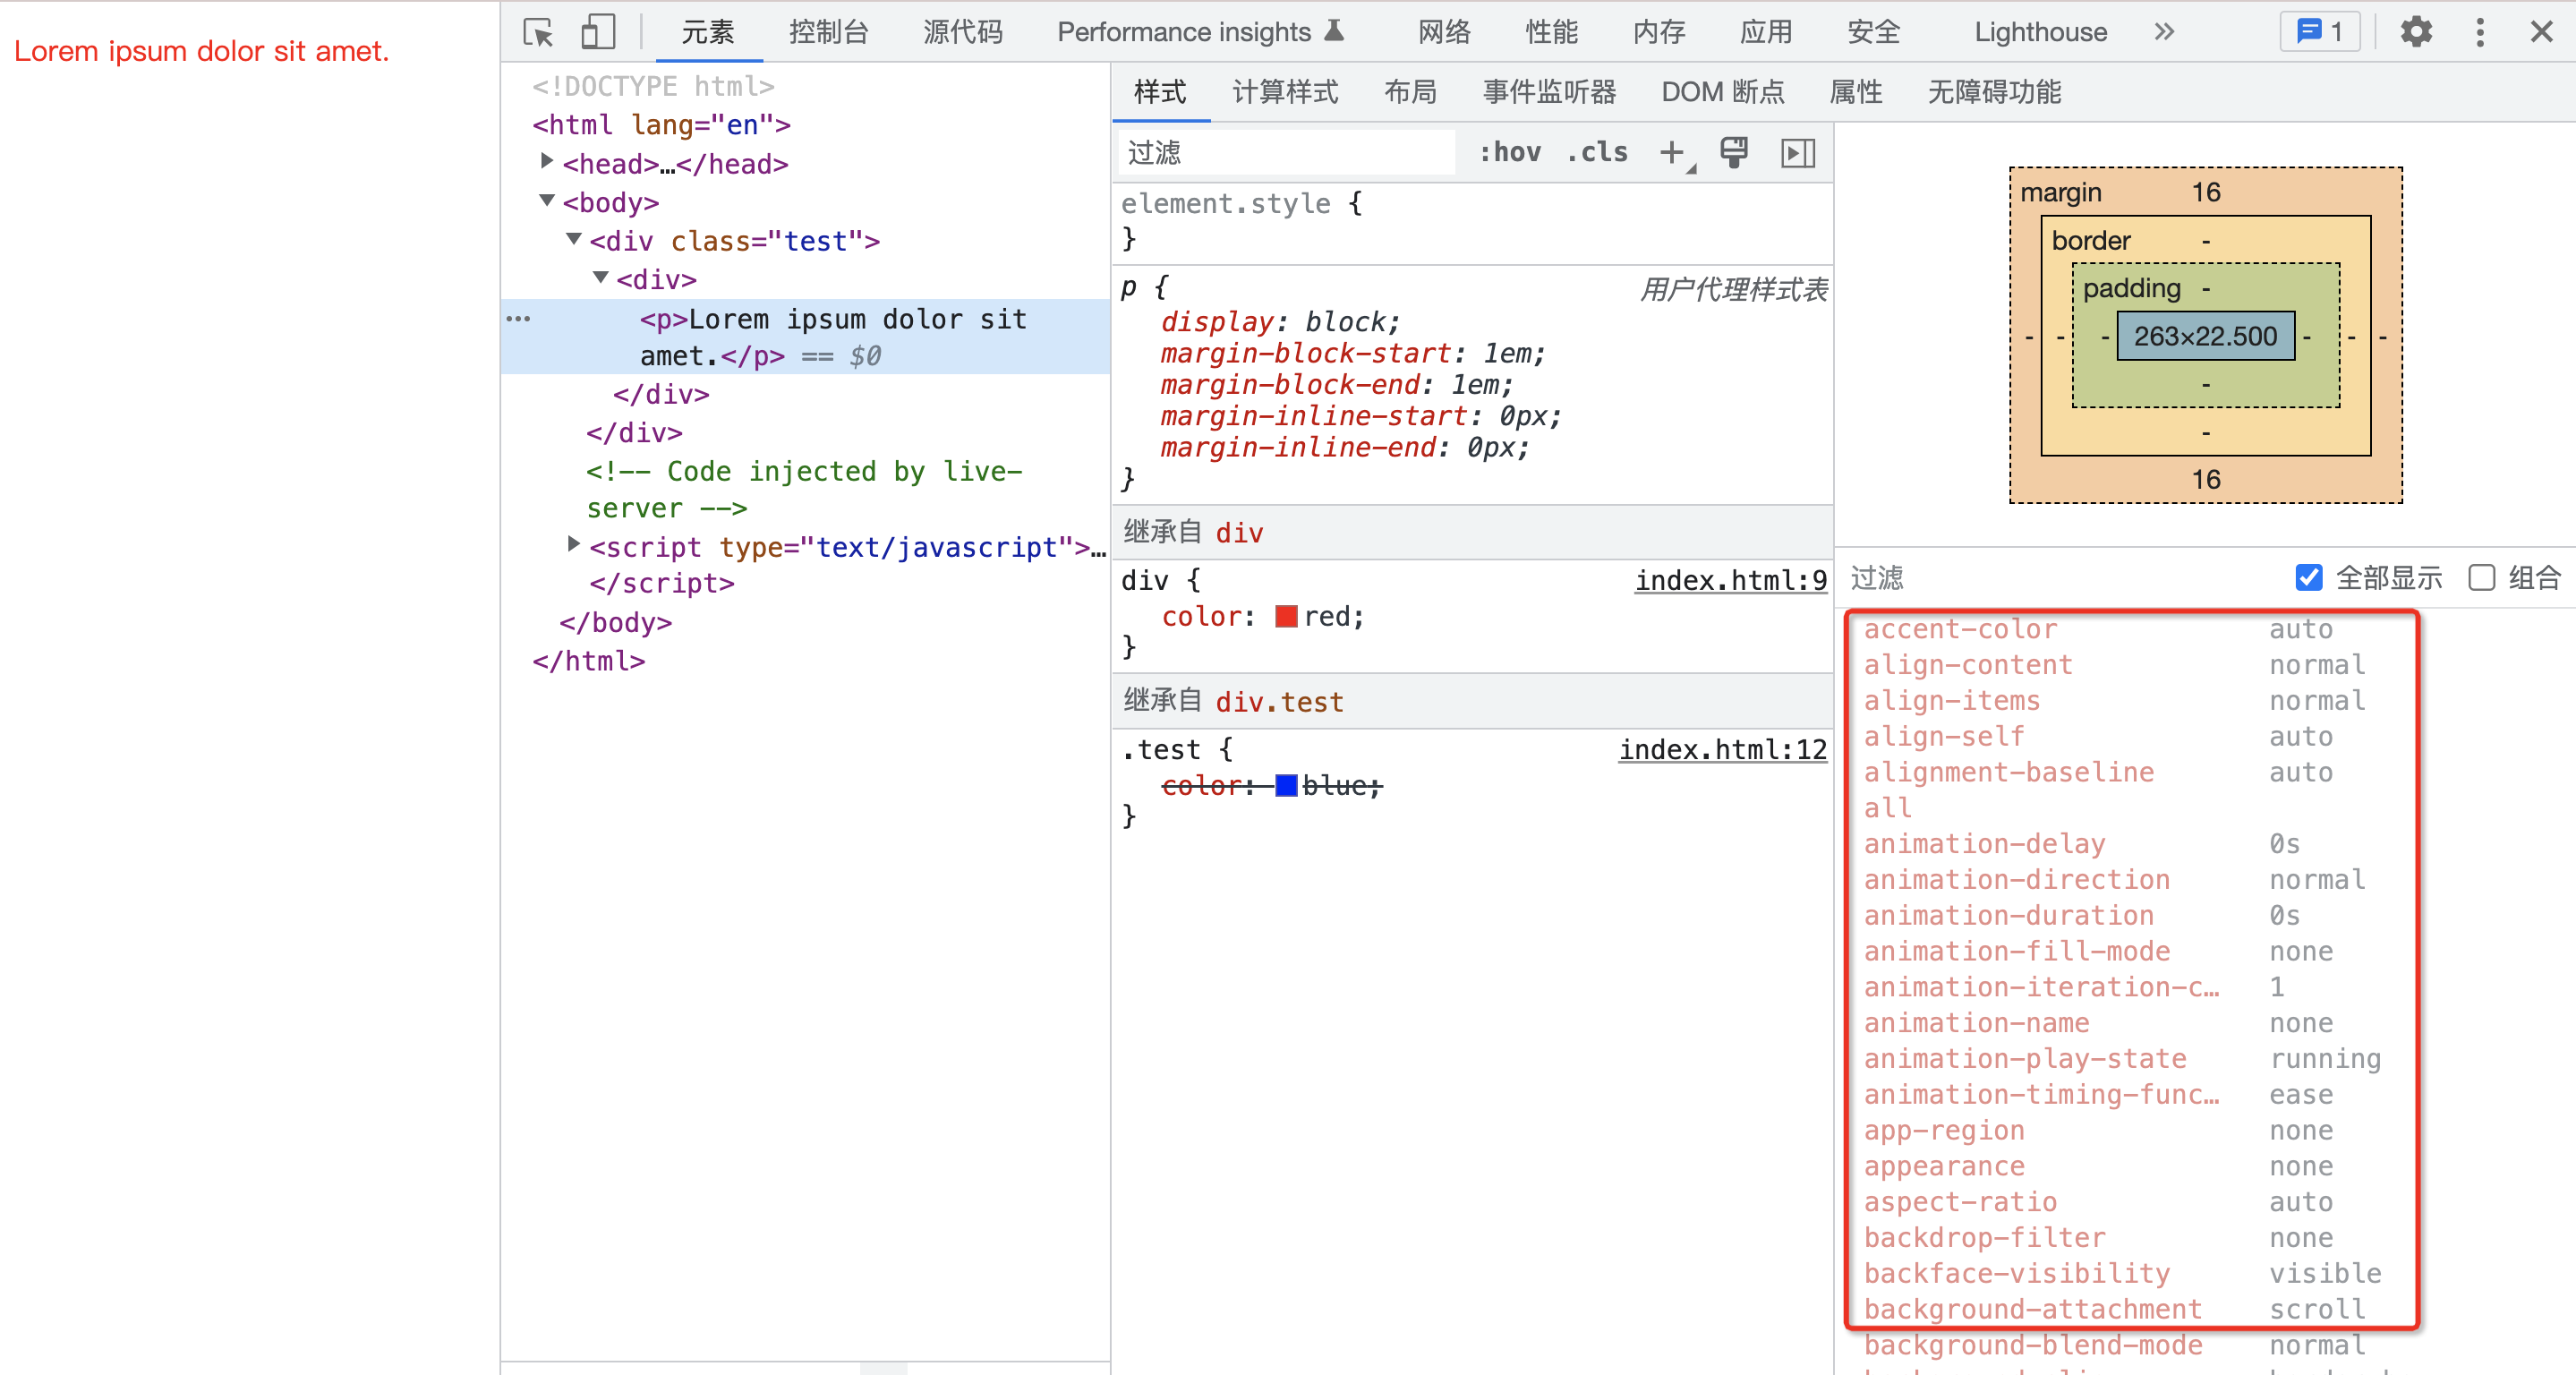 Lorem ipsum dolor sit amet.
元素 控制台 源代码 Performance insights 网络 性能 内存 应用 安全 Lighthouse » 1
<!DOCTYPE html>
<html lang="en">
<head>…</head>
<body>
<div class="test">
<div>
<p>Lorem ipsum dolor sit
amet.</p> == $0
</div>
</div>
<!-- Code injected by live-
server -->
<script type="text/javascript">…
</script>
</body>
</html>
样式 计算样式 布局 事件监听器 DOM 断点 属性 无障碍功能
过滤 :hov .cls
element.style {
}
p { 用户代理样式表
display: block;
margin-block-start: 1em;
margin-block-end: 1em;
margin-inline-start: 0px;
margin-inline-end: 0px;
}
继承自 div
div { index.html:9
color: red;
}
继承自 div.test
.test { index.html:12
color: blue;
}
margin 16
border -
padding -
- - - 263×22.500 - - -
-
-
16
过滤 全部显示 组合
accent-color auto
align-content normal
align-items normal
align-self auto
alignment-baseline auto
all
animation-delay 0s
animation-direction normal
animation-duration 0s
animation-fill-mode none
animation-iteration-c… 1
animation-name none
animation-play-state running
animation-timing-func… ease
app-region none
appearance none
aspect-ratio auto
backdrop-filter none
backface-visibility visible
background-attachment scroll
background-blend-mode normal